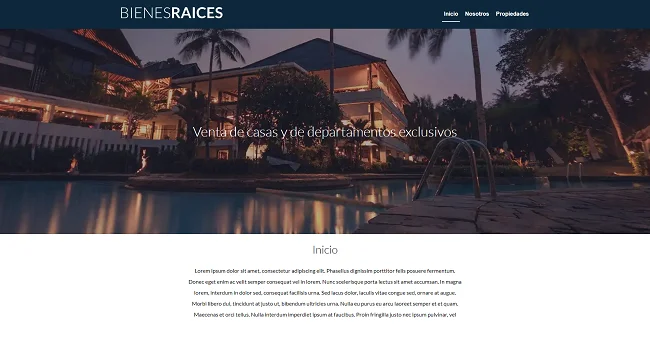 BIENESRAICES
Inicio Nosotros Propiedades
Venta de casas y de departamentos exclusivos
Inicio
Lorem ipsum dolor sit amet, consectetur adipiscing elit. Phasellus dignissim porttitor felis posuere fermentum.
Donec eget enim ac velit semper consequat vel in lorem. Nunc scelerisque porta lectus sit amet accumsan. In magna
lorem, interdum in dolor sed, consequat facilisis urna. Sed lacus dolor, iaculis vitae congue sed, ornare at augue.
Morbi libero dui, tincidunt at justo ut, bibendum ultricies urna. Nulla eu purus eu arcu laoreet semper et et quam.
Maecenas et orci tellus. Nulla interdum imperdiet ipsum at faucibus. Proin fringilla justo nec ipsum pulvinar, vel